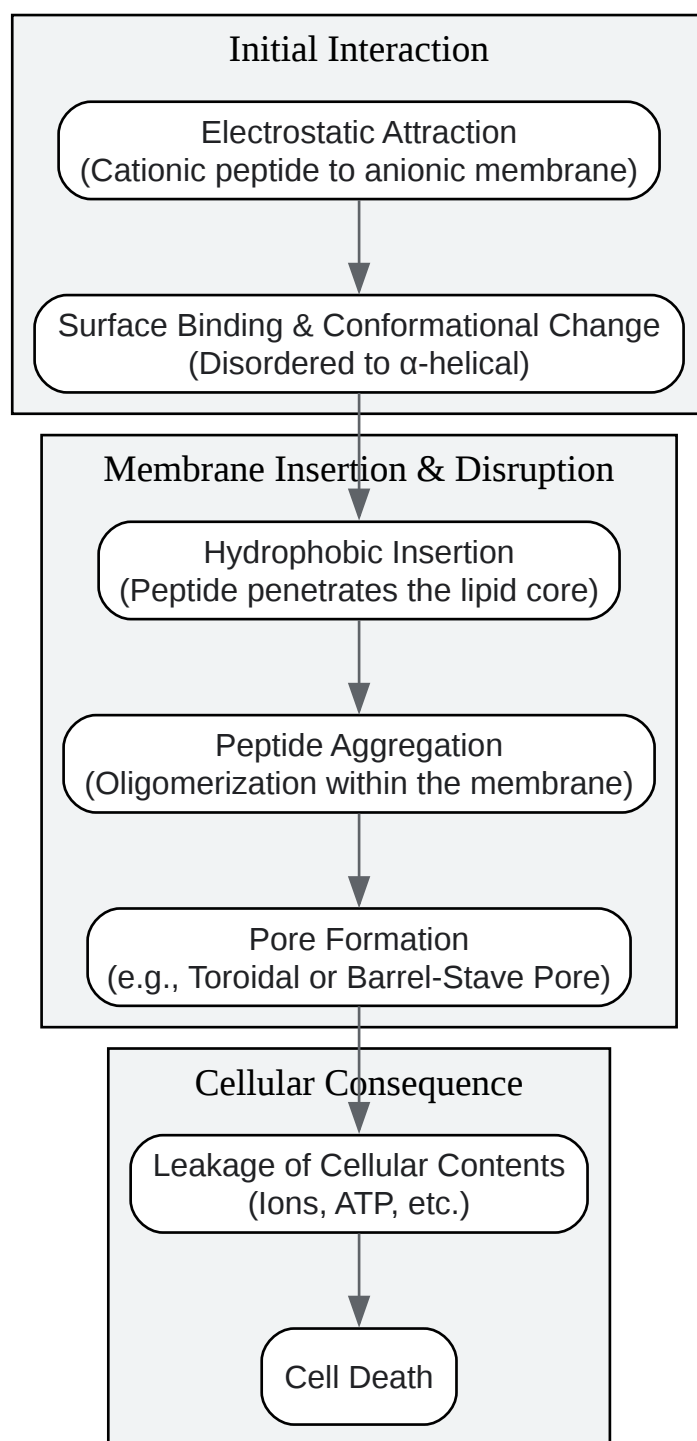 Initial Interaction
Electrostatic Attraction
(Cationic peptide to anionic membrane)
Surface Binding & Conformational Change
(Disordered to α-helical)
Membrane Insertion & Disruption
Hydrophobic Insertion
(Peptide penetrates the lipid core)
Peptide Aggregation
(Oligomerization within the membrane)
Pore Formation
(e.g., Toroidal or Barrel-Stave Pore)
Cellular Consequence
Leakage of Cellular Contents
(Ions, ATP, etc.)
Cell Death